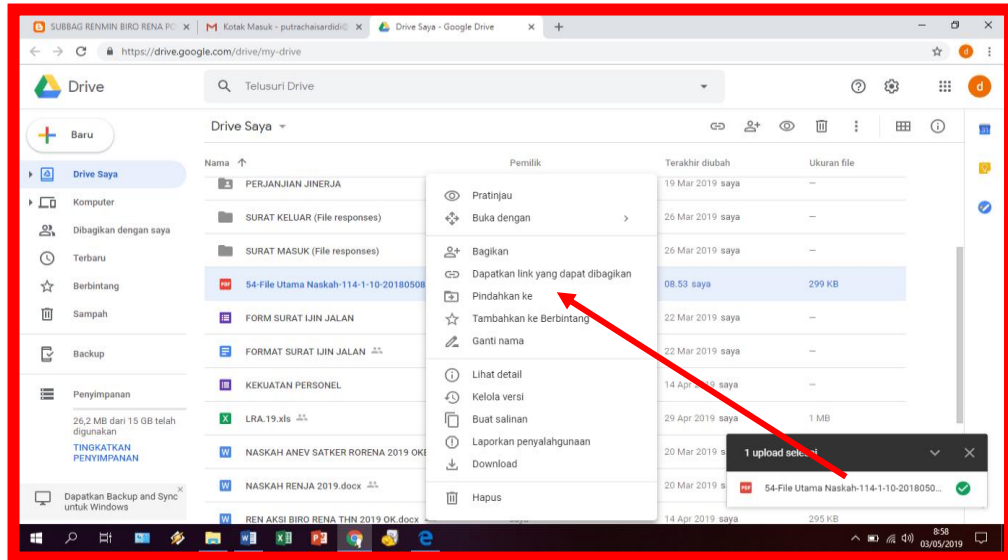 SUBBAG RENMIN BIRO RENA PO
Kotak Masuk - putrachaisardidi@
Drive Saya - Google Drive
https://drive.google.com/drive/my-drive
d
Drive
Telusuri Drive
d
Baru
Drive Saya
31
Nama
Pemilik
Terakhir diubah
Ukuran file
Drive Saya
Komputer
Dibagikan dengan saya
Terbaru
Berbintang
Sampah
Backup
Penyimpanan
26,2 MB dari 15 GB telah
digunakan
TINGKATKAN
PENYIMPANAN
Dapatkan Backup and Sync
untuk Windows
PERJANJIAN JINERJA
19 Mar 2019 saya
—
SURAT KELUAR (File responses)
26 Mar 2019 saya
—
SURAT MASUK (File responses)
26 Mar 2019 saya
—
PDF
54-File Utama Naskah-114-1-10-20180508
08.53 saya
299 KB
FORM SURAT IJIN JALAN
22 Mar 2019 saya
—
FORMAT SURAT IJIN JALAN
22 Mar 2019 saya
—
KEKUATAN PERSONEL
14 Apr 2019 saya
—
X
LRA.19.xls
29 Apr 2019 saya
1 MB
W
NASKAH ANEV SATKER RORENA 2019 OKE
20 Mar 2019 s
W
NASKAH RENJA 2019.docx
20 Mar 2019 s
W
REN AKSI BIRO RENA THN 2019 OK.docx
saya
14 Apr 2019 saya
295 KB
Pratinjau
Buka dengan
Bagikan
Dapatkan link yang dapat dibagikan
Pindahkan ke
Tambahkan ke Berbintang
Ganti nama
Lihat detail
Kelola versi
Buat salinan
Laporkan penyalahgunaan
Download
Hapus
1 upload selesai
PDF
54-File Utama Naskah-114-1-10-2018050...
8:58
03/05/2019